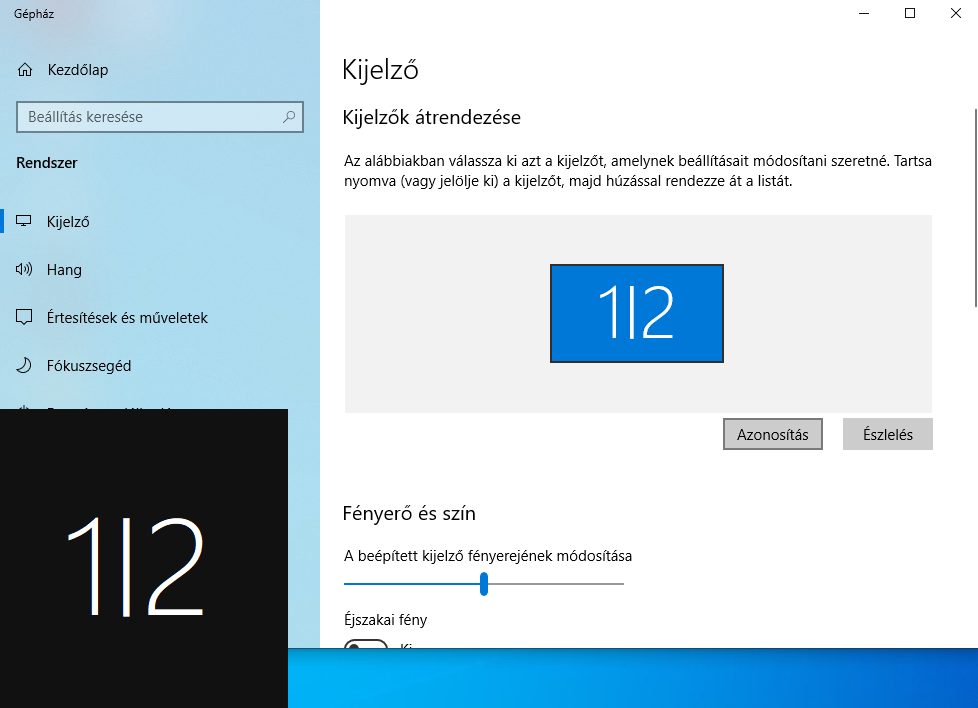 Gépház
Kezdőlap
Beállítás keresése
Rendszer
Kijelző
Hang
Értesítések és műveletek
Fókuszsegéd
1|2
Kijelző
Kijelzők átrendezése
Az alábbiakban válassza ki azt a kijelzőt, amelynek beállításait módosítani szeretné. Tartsa
nyomva (vagy jelölje ki) a kijelzőt, majd húzással rendezze át a listát.
1|2
Azonosítás
Észlelés
Fényerő és szín
A beépített kijelző fényerejének módosítása
Éjszakai fény
Ki